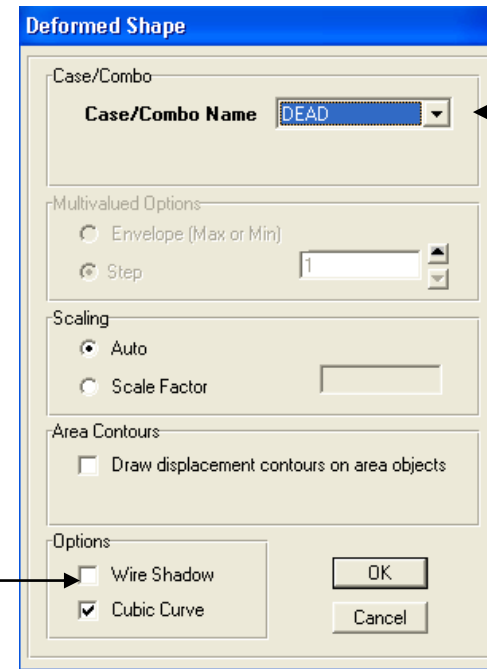 Deformed Shape
Case/Combo
Case/Combo Name DEAD
Multivalued Options
Envelope (Max or Min)
Step 1
Scaling
Auto
Scale Factor
Area Contours
Draw displacement contours on area objects
Options
Wire Shadow
Cubic Curve
OK
Cancel